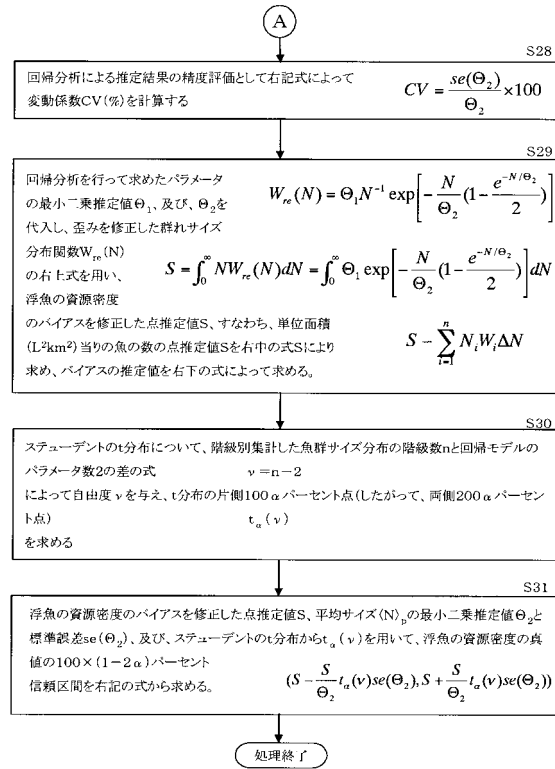 A
S28
回帰分析による推定結果の精度評価として右記式によって
変動係数CV(%)を計算する
CV = se(Θ₂)/Θ₂ ×100
S29
回帰分析を行って求めたパラメータ
の最小二乗推定値Θ₁、及び、Θ₂を
代入し、歪みを修正した群れサイズ
分布関数Wre(N)
の右上式を用い、
浮魚の資源密度
のバイアスを修正した点推定値S、すなわち、単位面積
(L²km²)当りの魚の数の点推定値Sを右中の式Sにより
求め、バイアスの推定値を右下の式によって求める。
W_re(N) = Θ₁N⁻¹ exp[-N/Θ₂(1-e^(-N/Θ₂)/2)]
S = ∫₀^∞ NW_re(N)dN = ∫₀^∞ Θ₁ exp[-N/Θ₂(1-e^(-N/Θ₂)/2)]dN
S - Σ_{i=1}^{n} N_i W_i ΔN
S30
ステューデントのt分布について、階級別集計した魚群サイズ分布の階級数nと回帰モデルの
パラメータ数2の差の式 ν=n-2
によって自由度νを与え、t分布の片側100αパーセント点(したがって、両側200αパーセ
ント点) t_α(ν)
を求める
S31
浮魚の資源密度のバイアスを修正した点推定値S、平均サイズ⟨N⟩_pの最小二乗推定値Θ₂と
標準誤差se(Θ₂)、及び、ステューデントのt分布からt_α(ν)を用いて、浮魚の資源密度の真
値の100×(1-2α)パーセント
信頼区間を右記の式から求める。
(S - S/Θ₂ t_α(ν)se(Θ₂), S + S/Θ₂ t_α(ν)se(Θ₂))
処理終了